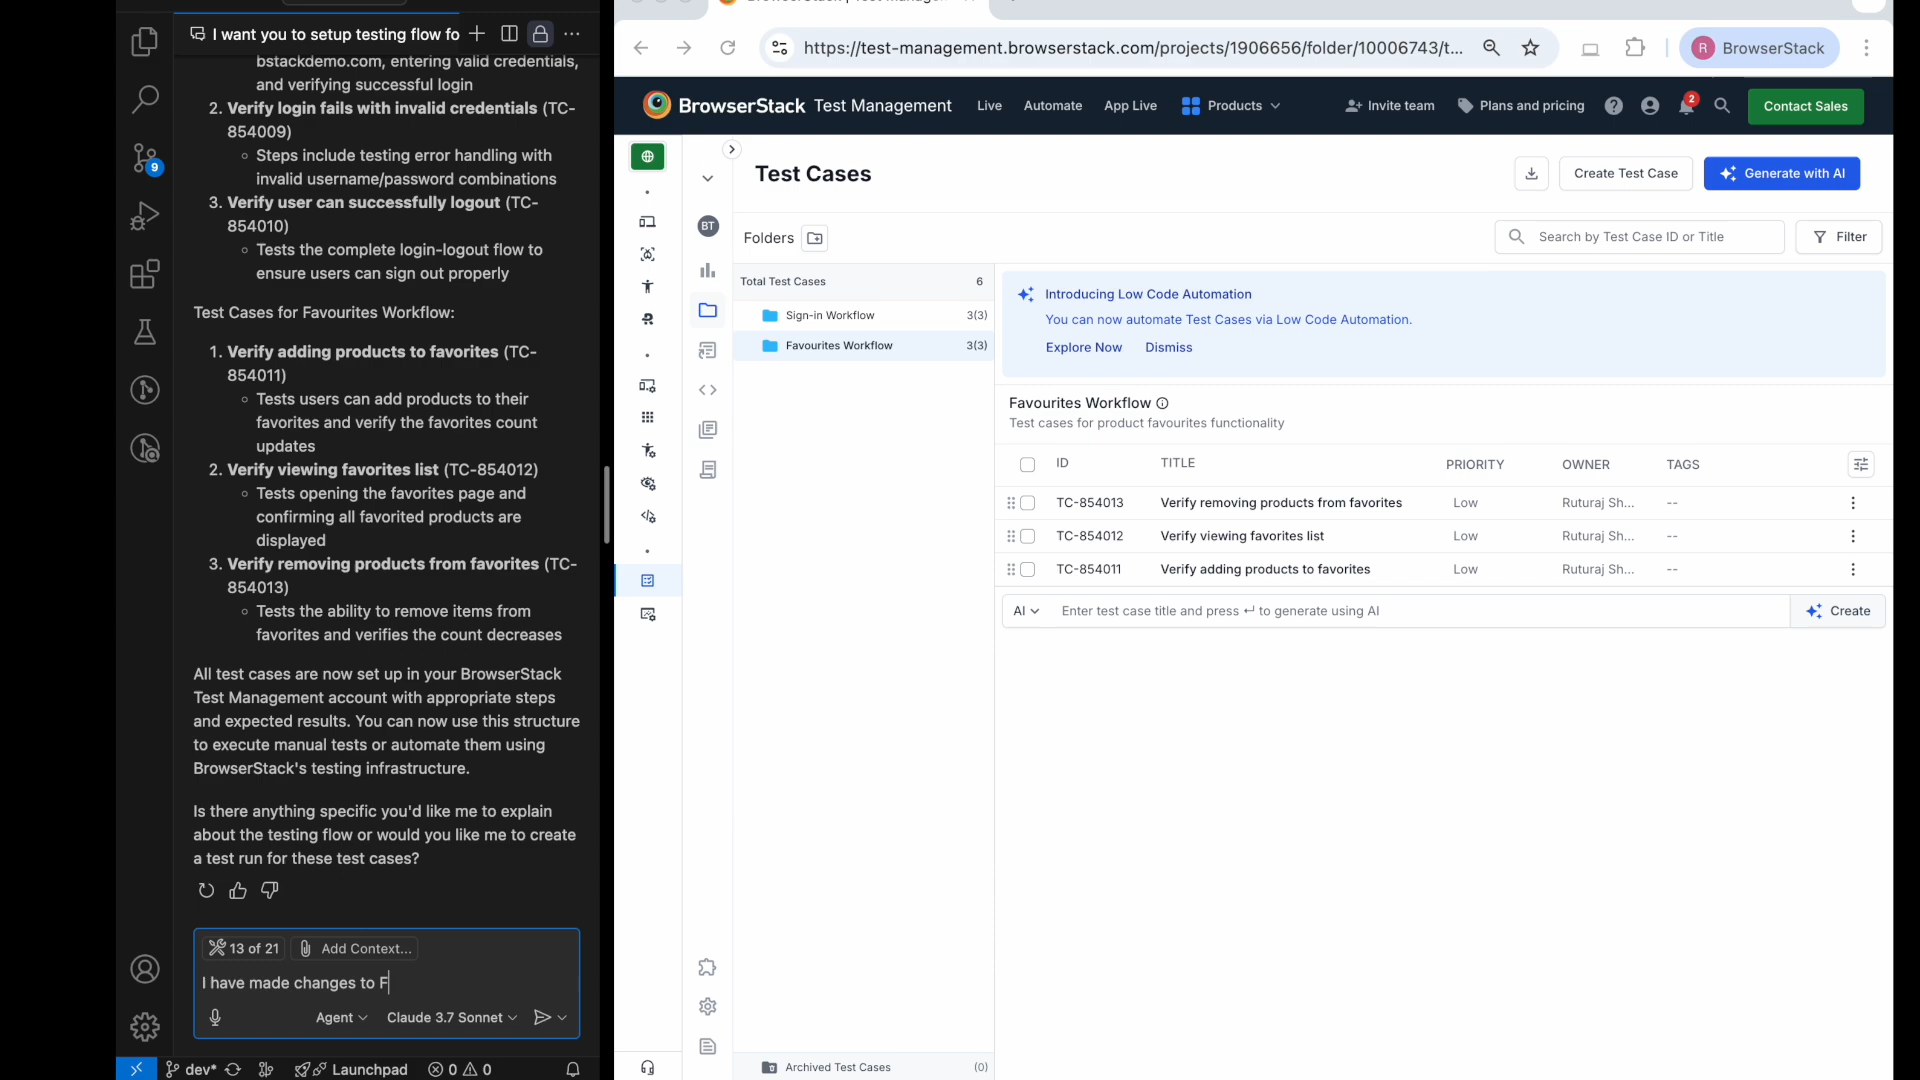 I want you to setup testing flow fo
bstackdemo.com, entering valid credentials,
and verifying successful login
2. Verify login fails with invalid credentials (TC-
854009)
Steps include testing error handling with
invalid username/password combinations
3. Verify user can successfully logout (TC-
854010)
Tests the complete login-logout flow to
ensure users can sign out properly
Test Cases for Favourites Workflow:
1. Verify adding products to favorites (TC-
854011)
Tests users can add products to their
favorites and verify the favorites count
updates
2. Verify viewing favorites list (TC-854012)
Tests opening the favorites page and
confirming all favorited products are
displayed
3. Verify removing products from favorites (TC-
854013)
Tests the ability to remove items from
favorites and verifies the count decreases
All test cases are now set up in your BrowserStack
Test Management account with appropriate steps
and expected results. You can now use this structure
to execute manual tests or automate them using
BrowserStack's testing infrastructure.
Is there anything specific you'd like me to explain
about the testing flow or would you like me to create
a test run for these test cases?
13 of 21 Add Context...
I have made changes to F
Agent Claude 3.7 Sonnet
9
dev* Launchpad 0 0
https://test-management.browserstack.com/projects/1906656/folder/10006743/t...
R BrowserStack
BrowserStack Test Management Live Automate App Live Products Invite team Plans and pricing 2 Contact Sales
Test Cases
Create Test Case Generate with AI
BT
Folders
Search by Test Case ID or Title Filter
Total Test Cases 6
Sign-in Workflow 3(3)
Favourites Workflow 3(3)
Introducing Low Code Automation
You can now automate Test Cases via Low Code Automation.
Explore Now Dismiss
Favourites Workflow
Test cases for product favourites functionality
ID TITLE PRIORITY OWNER TAGS
TC-854013 Verify removing products from favorites Low Ruturaj Sh... --
TC-854012 Verify viewing favorites list Low Ruturaj Sh... --
TC-854011 Verify adding products to favorites Low Ruturaj Sh... --
AI Enter test case title and press ↵ to generate using AI Create
Archived Test Cases (0)